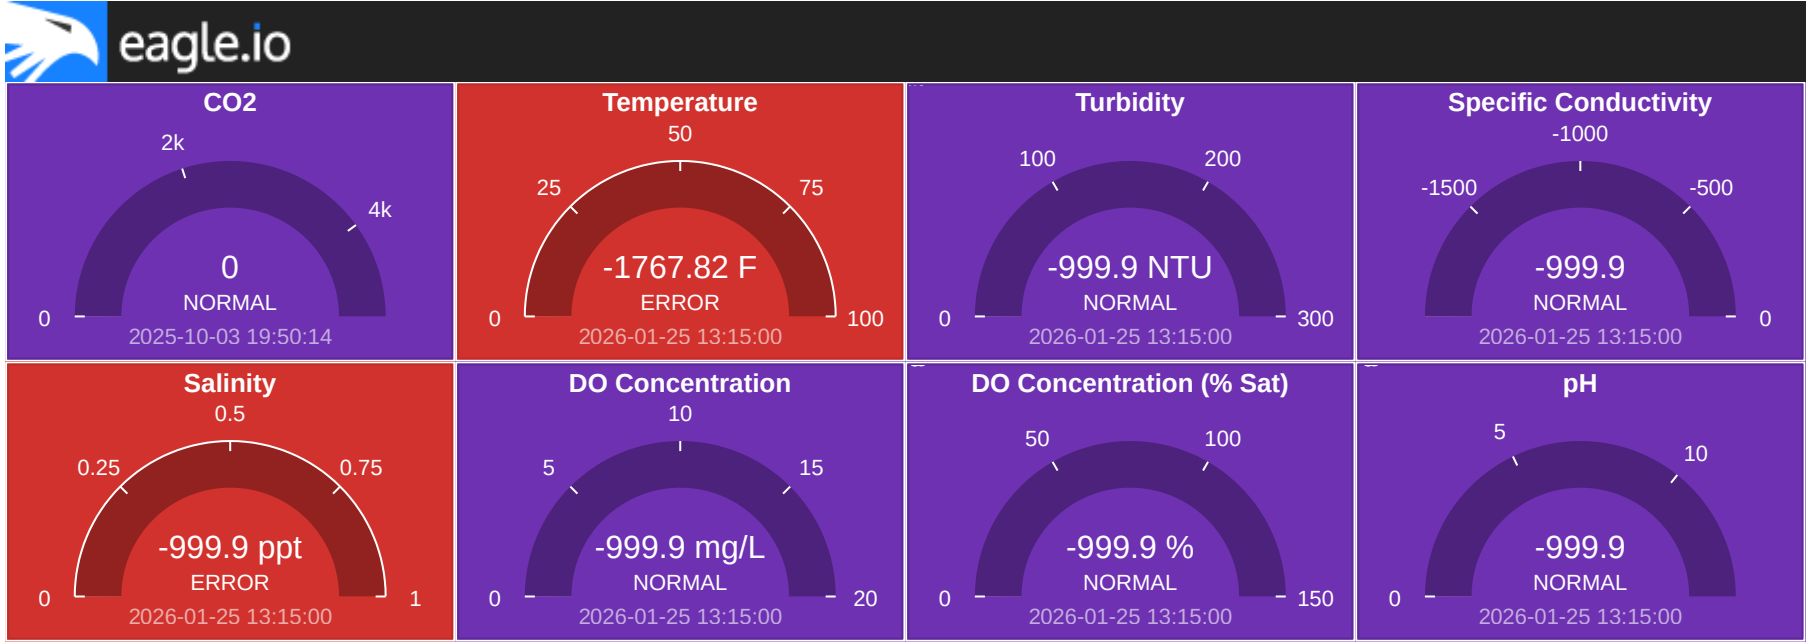 eagle.io
CO2
2k
4k
0
0
NORMAL
2025-10-03 19:50:14
Temperature
50
25
75
-1767.82 F
ERROR
0
100
2026-01-25 13:15:00
Turbidity
100
200
-999.9 NTU
NORMAL
0
300
2026-01-25 13:15:00
Specific Conductivity
-1000
-1500
-500
-999.9
NORMAL
0
2026-01-25 13:15:00
Salinity
0.5
0.25
0.75
-999.9 ppt
ERROR
0
1
2026-01-25 13:15:00
DO Concentration
10
5
15
-999.9 mg/L
NORMAL
0
20
2026-01-25 13:15:00
DO Concentration (% Sat)
50
100
-999.9 %
NORMAL
0
150
2026-01-25 13:15:00
pH
5
10
-999.9
NORMAL
0
2026-01-25 13:15:00